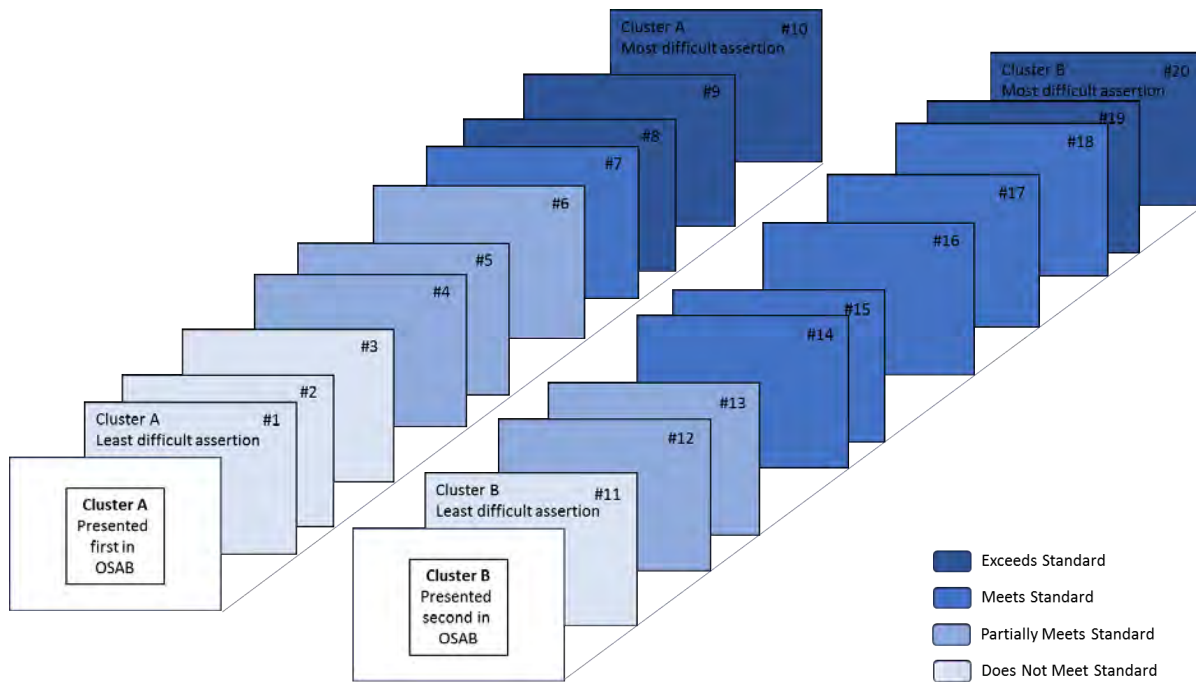 Cluster A
Presented
first in
OSAB
Cluster A
Least difficult assertion
#1
#2
#3
#4
#5
#6
#7
#8
#9
Cluster A
Most difficult assertion
#10
Cluster B
Presented
second in
OSAB
Cluster B
Least difficult assertion
#11
#12
#13
#14
#15
#16
#17
#18
#19
Cluster B
Most difficult assertion
#20
Exceeds Standard
Meets Standard
Partially Meets Standard
Does Not Meet Standard